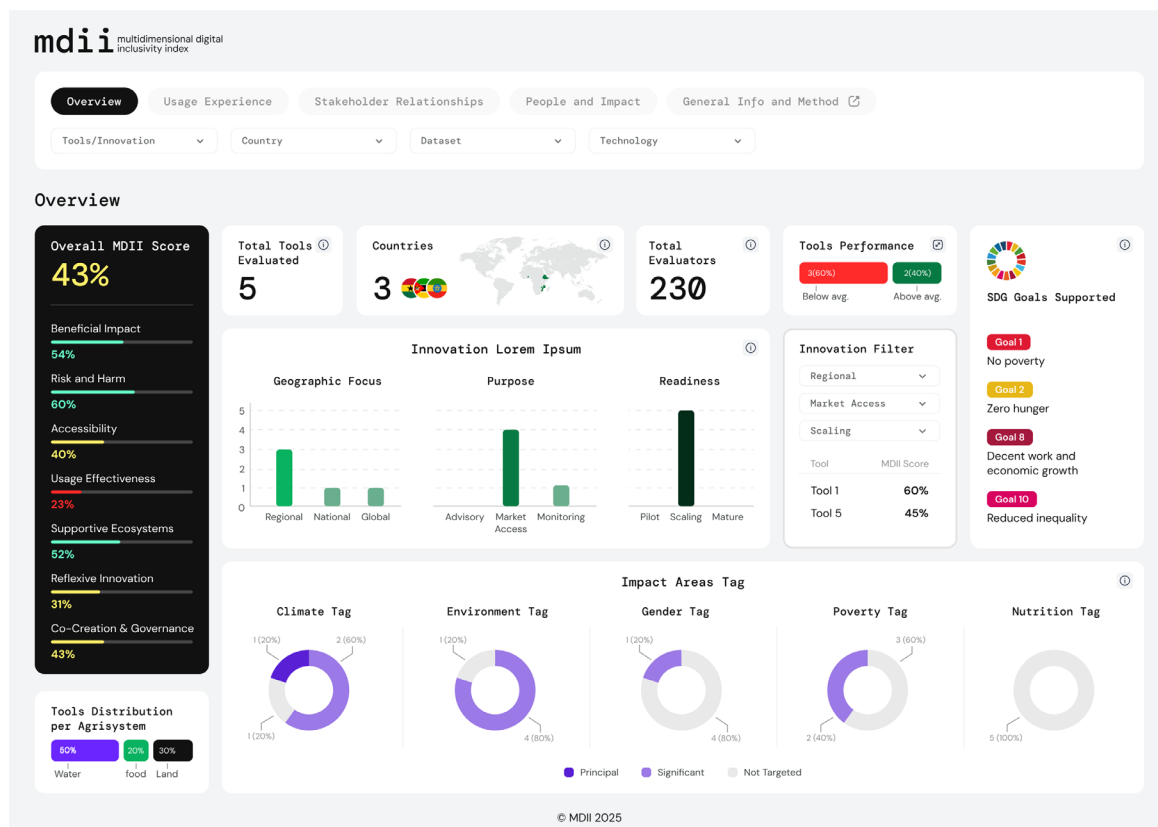 mdii multidimensional digital
inclusivity index
Overview
Usage Experience
Stakeholder Relationships
People and Impact
General Info and Method
Tools/Innovation
Country
Dataset
Technology
Overview
Overall MDII Score
43%
Beneficial Impact
54%
Risk and Harm
60%
Accessibility
40%
Usage Effectiveness
23%
Supportive Ecosystems
52%
Reflexive Innovation
31%
Co-Creation & Governance
43%
Tools Distribution
per Agrisystem
50%
20%
30%
Water
food
Land
Total Tools
Evaluated
5
Countries
3
Total
Evaluators
230
Tools Performance
3(60%)
2(40%)
Below avg.
Above avg.
SDG Goals Supported
Goal 1
No poverty
Goal 2
Zero hunger
Goal 8
Decent work and
economic growth
Goal 10
Reduced inequality
Innovation Lorem Ipsum
Geographic Focus
Purpose
Readiness
5
4
3
2
1
0
Regional
National
Global
Advisory
Market
Access
Monitoring
Pilot
Scaling
Mature
Innovation Filter
Regional
Market Access
Scaling
Tool
MDII Score
Tool 1
60%
Tool 5
45%
Impact Areas Tag
Climate Tag
1 (20%)
2 (60%)
1 (20%)
Environment Tag
1 (20%)
4 (80%)
Gender Tag
1 (20%)
4 (80%)
Poverty Tag
3 (60%)
2 (40%)
Nutrition Tag
5 (100%)
Principal
Significant
Not Targeted
© MDII 2025